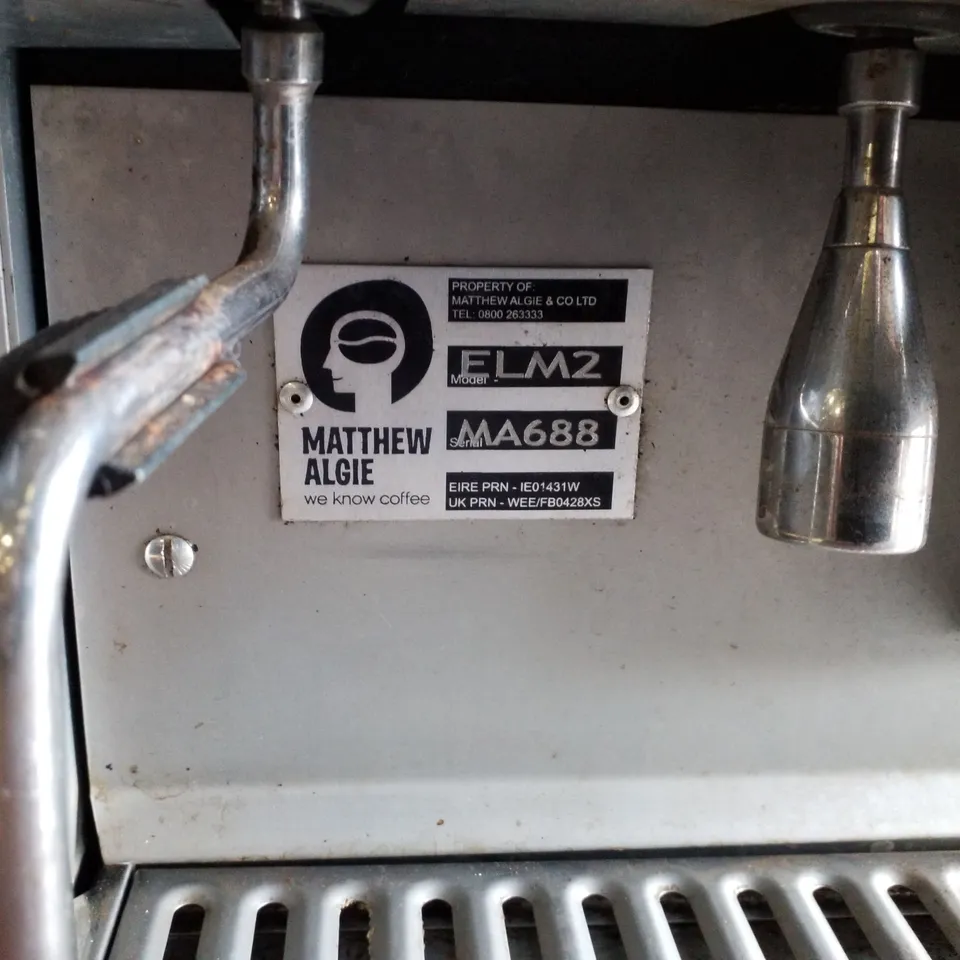 MATTHEW
ALGIE
we know coffee
PROPERTY OF:
MATTHEW ALGIE & CO LTD
TEL: 0800 263333
Model - ELM2
Serial MA688
EIRE PRN - IE01431W
UK PRN - WEE/FB0428XS